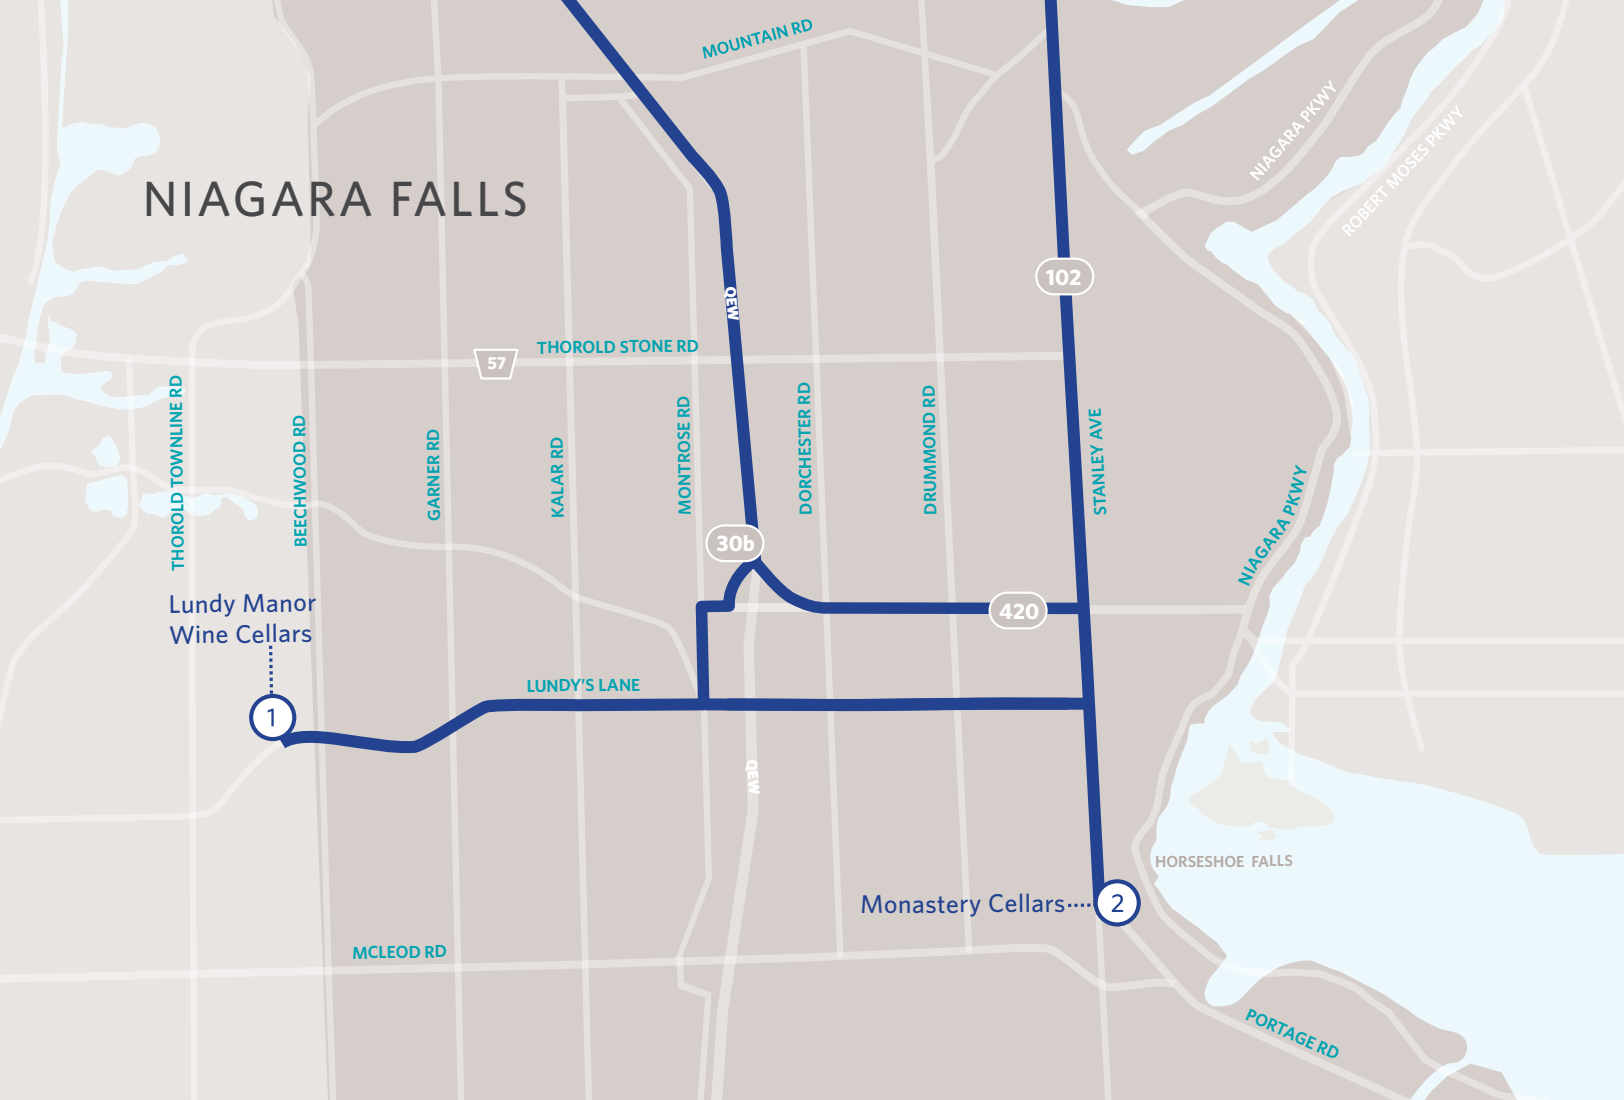 MOUNTAIN RD
NIAGARA PKWY
ROBERT MOSES PKWY
NIAGARA FALLS
102
QEW
THOROLD STONE RD
57
THOROLD TOWNLINE RD
BEECHWOOD RD
GARNER RD
KALAR RD
MONTROSE RD
DORCHESTER RD
DRUMMOND RD
STANLEY AVE
NIAGARA PKWY
30b
Lundy Manor
Wine Cellars
420
LUNDY’S LANE
1
QEW
HORSESHOE FALLS
Monastery Cellars
2
MCLEOD RD
PORTAGE RD